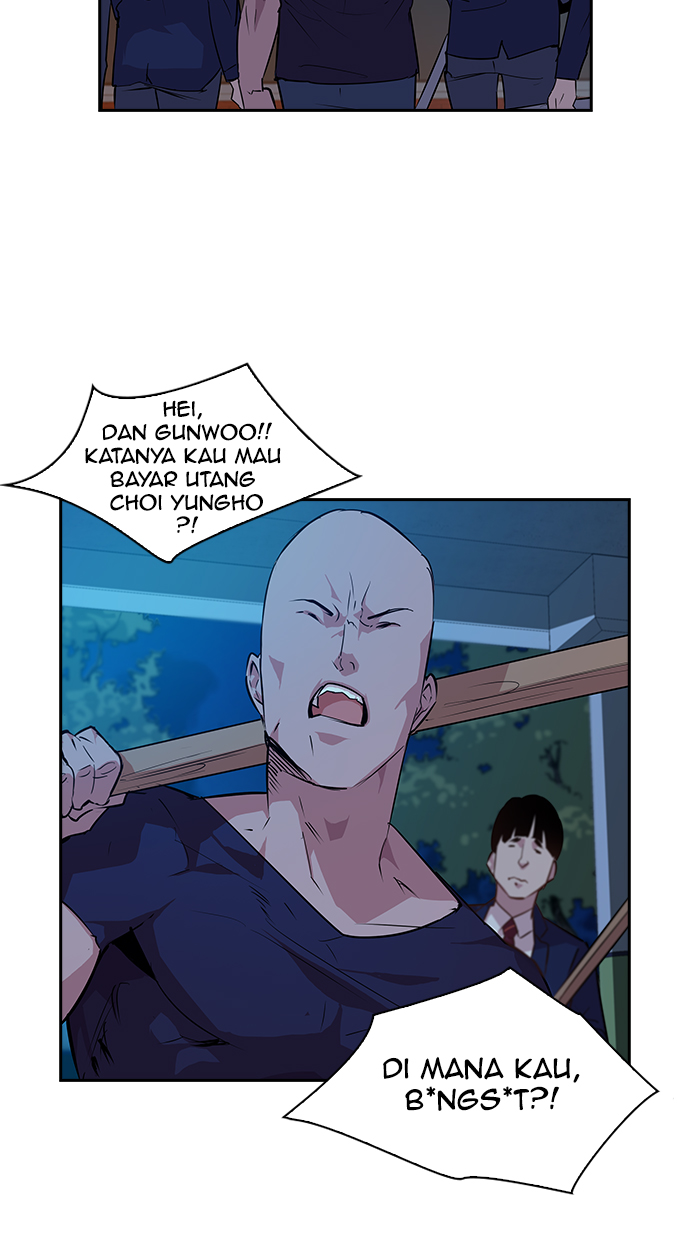 HEI,
DAN GUNWOO!!
KATANYA KAU MAU
BAYAR UTANG
CHOI YUNGHO
?!
DI MANA KAU,
B*NGS*T?!